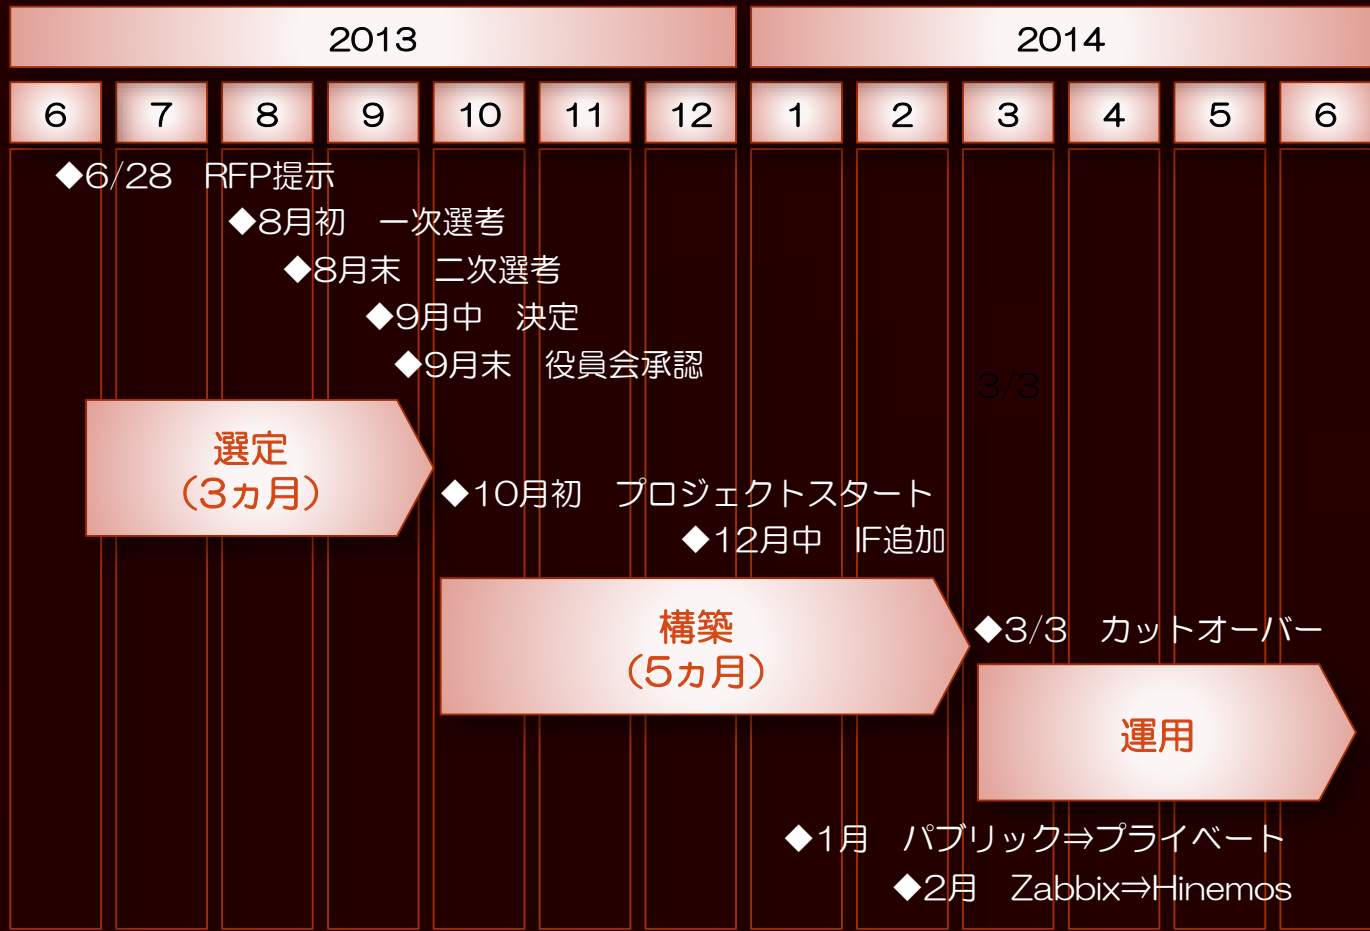 2013 2014
6 7 8 9 10 11 12 1 2 3 4 5 6
◆6/28 RFP提示
◆8月初 一次選考
◆8月末 二次選考
◆9月中 決定
◆9月末 役員会承認
3/3
選定
(3ヵ月)
◆10月初 プロジェクトスタート
◆12月中 IF追加
構築
(5ヵ月)
◆3/3 カットオーバー
運用
◆1月 パブリック⇒プライベート
◆2月 Zabbix⇒Hinemos